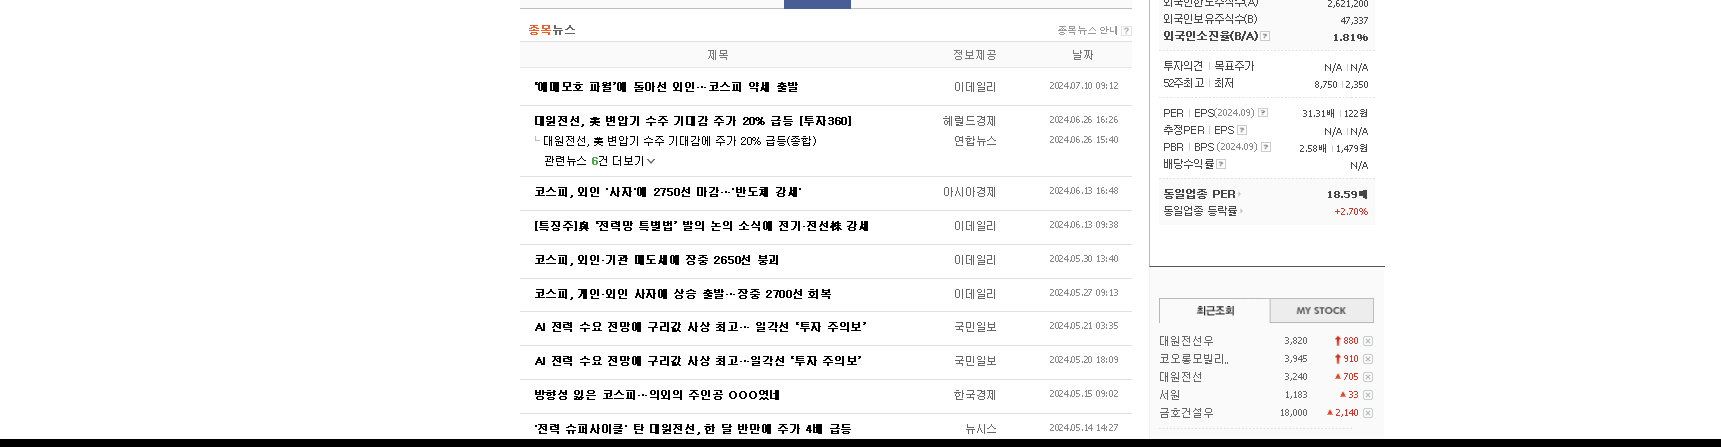 종목뉴스 종목뉴스 안내 ?
제목 정보제공 날짜
'메메모호 파월'에 돌아선 외인…코스피 약세 출발 이데일리 2024.07.10 09:12
대원전선, 美 변압기 수주 기대감 주가 20% 급등 [투자360] 헤럴드경제 2024.06.26 16:26
└ 대원전선, 美 변압기 수주 기대감에 주가 20% 급등(종합) 연합뉴스 2024.06.26 15:40
관련뉴스 6건 더보기
코스피, 외인 '사자'에 2750선 마감…'반도체 강세' 아시아경제 2024.06.13 16:48
[특징주]與 '전력망 특별법' 발의 논의 소식에 전기·전선株 강세 이데일리 2024.06.13 09:38
코스피, 외인·기관 매도세에 장중 2650선 붕괴 이데일리 2024.05.30 13:40
코스피, 개인·외인 사자에 상승 출발…장중 2700선 회복 이데일리 2024.05.27 09:13
AI 전력 수요 전망에 구리값 사상 최고… 일각선 '투자 주의보' 국민일보 2024.05.21 03:35
AI 전력 수요 전망에 구리값 사상 최고…일각선 '투자 주의보' 국민일보 2024.05.20 18:09
방향성 잃은 코스피…의외의 주인공 OOO였네 한국경제 2024.05.15 09:02
'전력 슈퍼사이클' 탄 대원전선, 한 달 반만에 주가 4배 급등 뉴시스 2024.05.14 14:27
외국인한도주식수(A) 2,621,200
외국인보유주식수(B) 47,337
외국인소진율(B/A) ? 1.81%
투자의견 | 목표주가 N/A | N/A
52주최고 | 최저 8,750 | 2,350
PER | EPS(2024.09) ? 31.31배 | 122원
추정PER | EPS ? N/A | N/A
PBR | BPS (2024.09) ? 2.58배 | 1,479원
배당수익률 ? N/A
동일업종 PER 18.59배
동일업종 등락률 +2.70%
최근조회 MY STOCK
대원전선우 3,820 880
코오롱모빌리.. 3,945 910
대원전선 3,240 ▲ 705
서원 1,183 ▲ 33
금호건설우 18,000 ▲ 2,140